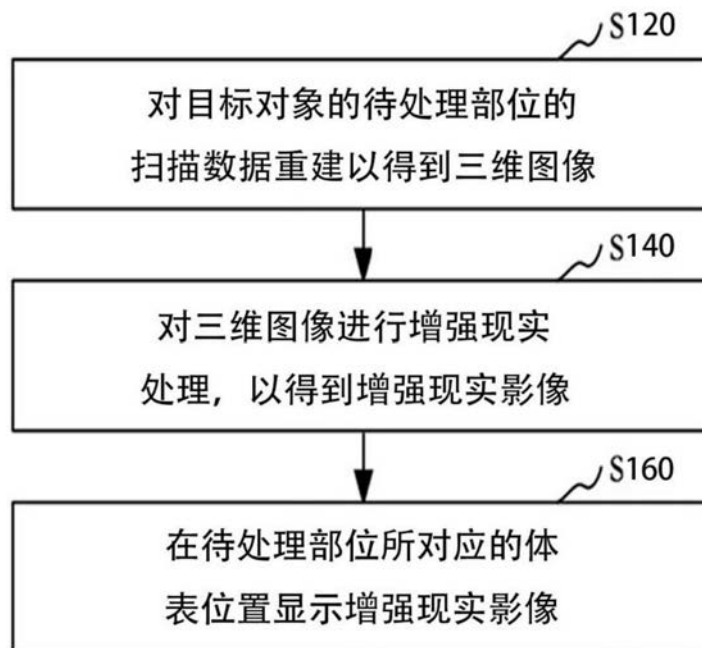 S120
对目标对象的待处理部位的
扫描数据重建以得到三维图像
S140
对三维图像进行增强现实
处理，以得到增强现实影像
S160
在待处理部位所对应的体
表位置显示增强现实影像